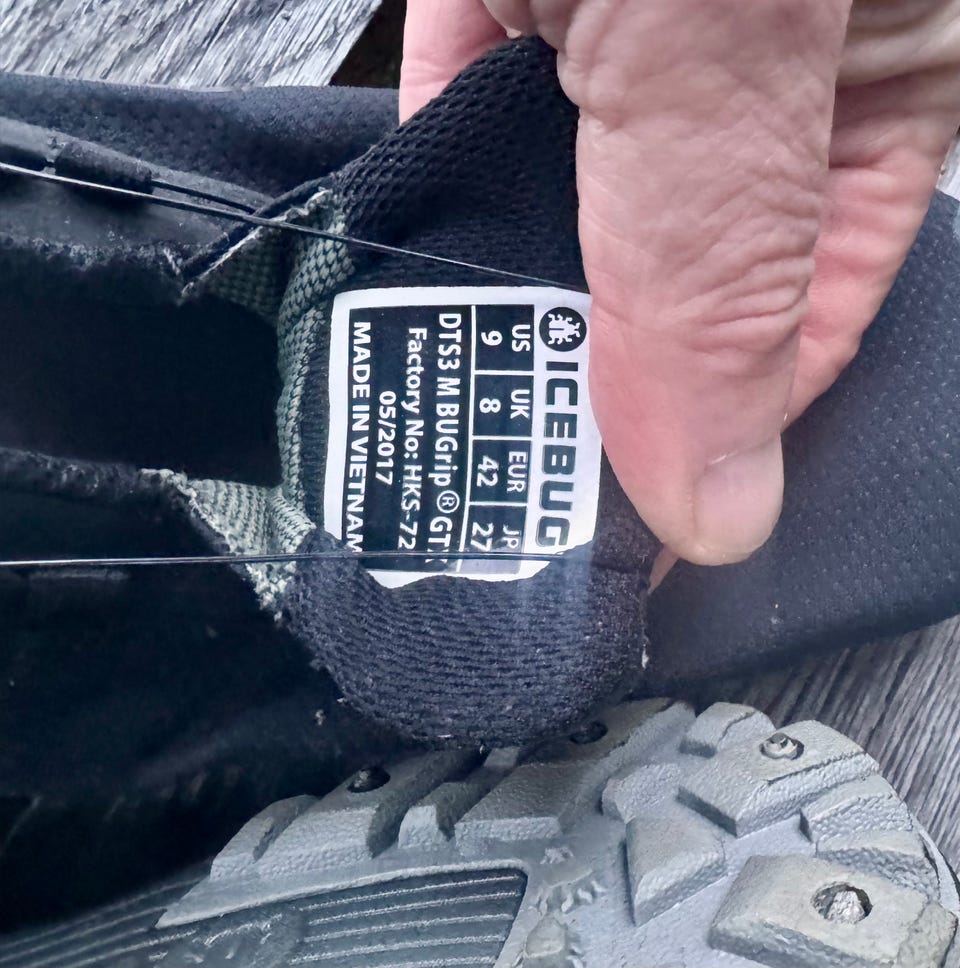 ICEBUG
US UK EUR JP
9 8 42 27
DTS3 M BUGrip® GTX
Factory No: HKS-72
05/2017
MADE IN VIETNAM